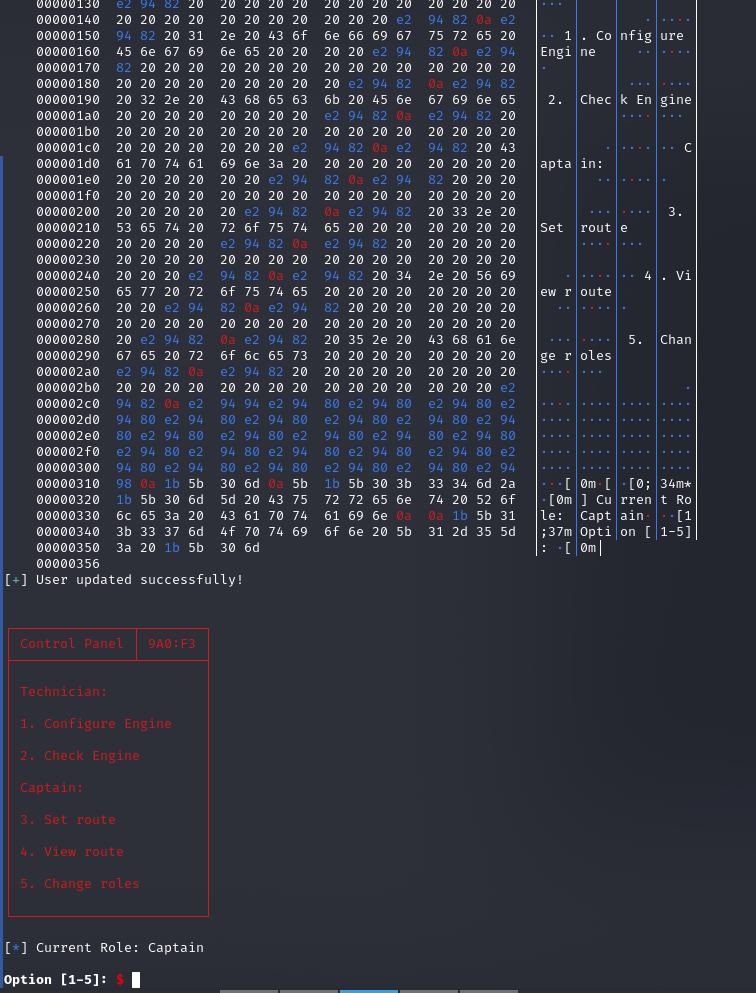 00000130  e2 94 82 20  20 20 20 20  20 20 20 20  20 20 20 20  │··· │    │    │    │
00000140  20 20 20 20  20 20 20 20  20 20 20 e2  94 82 0a e2  │    │    │   ·│····│
00000150  94 82 20 31  2e 20 43 6f  6e 66 69 67  75 72 65 20  │·· 1│. Co│nfig│ure │
00000160  45 6e 67 69  6e 65 20 20  20 20 e2 94  82 0a e2 94  │Engi│ne  │  ··│····│
00000170  82 20 20 20  20 20 20 20  20 20 20 20  20 20 20 20  │·   │    │    │    │
00000180  20 20 20 20  20 20 20 20  20 e2 94 82  0a e2 94 82  │    │    │ ···│····│
00000190  20 32 2e 20  43 68 65 63  6b 20 45 6e  67 69 6e 65  │ 2. │Chec│k En│gine│
000001a0  20 20 20 20  20 20 20 20  e2 94 82 0a  e2 94 82 20  │    │    │····│··· │
000001b0  20 20 20 20  20 20 20 20  20 20 20 20  20 20 20 20  │    │    │    │    │
000001c0  20 20 20 20  20 20 20 e2  94 82 0a e2  94 82 20 43  │    │   ·│····│·· C│
000001d0  61 70 74 61  69 6e 3a 20  20 20 20 20  20 20 20 20  │apta│in: │    │    │
000001e0  20 20 20 20  20 20 e2 94  82 0a e2 94  82 20 20 20  │    │  ··│····│·   │
000001f0  20 20 20 20  20 20 20 20  20 20 20 20  20 20 20 20  │    │    │    │    │
00000200  20 20 20 20  20 e2 94 82  0a e2 94 82  20 33 2e 20  │    │ ···│····│ 3. │
00000210  53 65 74 20  72 6f 75 74  65 20 20 20  20 20 20 20  │Set │rout│e   │    │
00000220  20 20 20 20  e2 94 82 0a  e2 94 82 20  20 20 20 20  │    │····│··· │    │
00000230  20 20 20 20  20 20 20 20  20 20 20 20  20 20 20 20  │    │    │    │    │
00000240  20 20 20 e2  94 82 0a e2  94 82 20 34  2e 20 56 69  │   ·│····│·· 4│. Vi│
00000250  65 77 20 72  6f 75 74 65  20 20 20 20  20 20 20 20  │ew r│oute│    │    │
00000260  20 20 e2 94  82 0a e2 94  82 20 20 20  20 20 20 20  │  ··│····│·   │    │
00000270  20 20 20 20  20 20 20 20  20 20 20 20  20 20 20 20  │    │    │    │    │
00000280  20 e2 94 82  0a e2 94 82  20 35 2e 20  43 68 61 6e  │ ···│····│ 5. │Chan│
00000290  67 65 20 72  6f 6c 65 73  20 20 20 20  20 20 20 20  │ge r│oles│    │    │
000002a0  e2 94 82 0a  e2 94 82 20  20 20 20 20  20 20 20 20  │····│··· │    │    │
000002b0  20 20 20 20  20 20 20 20  20 20 20 20  20 20 20 e2  │    │    │    │   ·│
000002c0  94 82 0a e2  94 94 e2 94  80 e2 94 80  e2 94 80 e2  │····│····│····│····│
000002d0  94 80 e2 94  80 e2 94 80  e2 94 80 e2  94 80 e2 94  │····│····│····│····│
000002e0  80 e2 94 80  e2 94 80 e2  94 80 e2 94  80 e2 94 80  │····│····│····│····│
000002f0  e2 94 80 e2  94 80 e2 94  80 e2 94 80  e2 94 80 e2  │····│····│····│····│
00000300  94 80 e2 94  80 e2 94 80  e2 94 80 e2  94 80 e2 94  │····│····│····│····│
00000310  98 0a 1b 5b  30 6d 0a 5b  1b 5b 30 3b  33 34 6d 2a  │···[│0m·[│·[0;│34m*│
00000320  1b 5b 30 6d  5d 20 43 75  72 72 65 6e  74 20 52 6f  │·[0m│] Cu│rren│t Ro│
00000330  6c 65 3a 20  43 61 70 74  61 69 6e 0a  0a 1b 5b 31  │le: │Capt│ain·│··[1│
00000340  3b 33 37 6d  4f 70 74 69  6f 6e 20 5b  31 2d 35 5d  │;37m│Opti│on [│1-5]│
00000350  3a 20 1b 5b  30 6d  │: ·[│0m│
00000356
[+] User updated successfully!
Control Panel │ 9A0:F3
Technician:
1. Configure Engine
2. Check Engine
Captain:
3. Set route
4. View route
5. Change roles
[*] Current Role: Captain
Option [1-5]: $